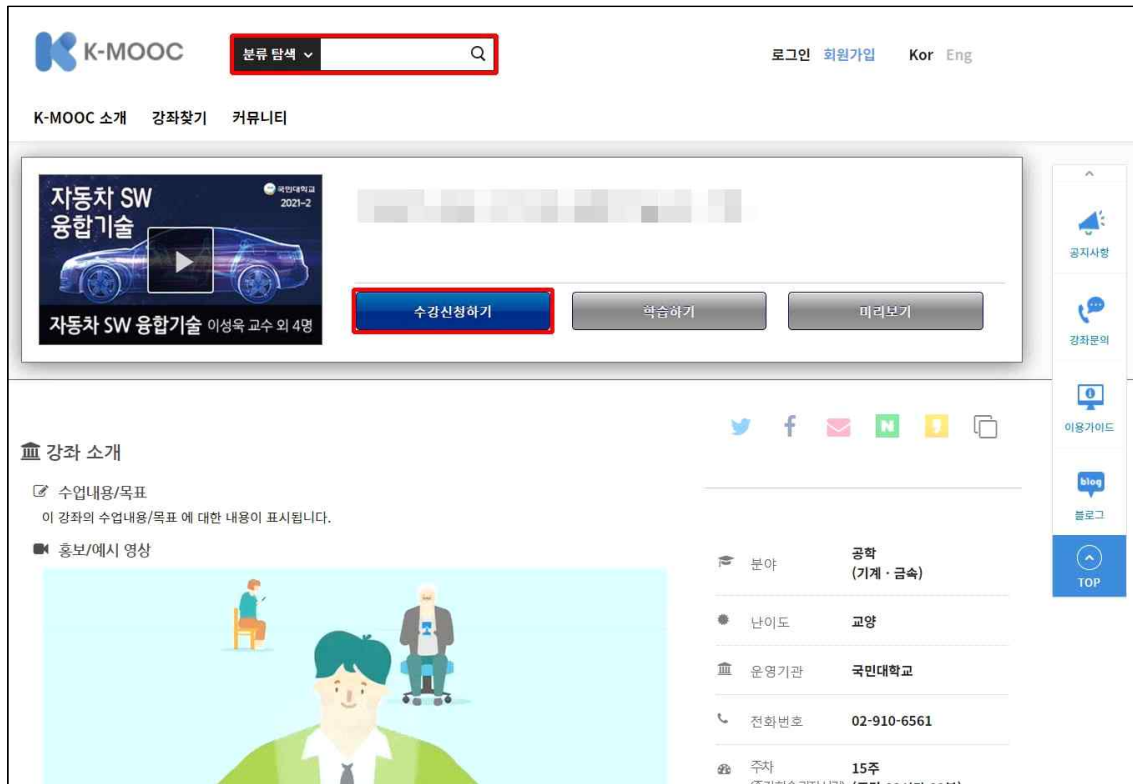 K-MOOC
분류 탐색
로그인 회원가입 Kor Eng
K-MOOC 소개 강좌찾기 커뮤니티
자동차 SW
융합기술
국민대학교
2021-2
자동차 SW 융합기술 이성욱 교수 외 4명
수강신청하기 학습하기 미리보기
공지사항
강좌문의
이용가이드
blog
블로그
TOP
강좌 소개
수업내용/목표
이 강좌의 수업내용/목표 에 대한 내용이 표시됩니다.
홍보/예시 영상
분야 공학
(기계 · 금속)
난이도 교양
운영기관 국민대학교
전화번호 02-910-6561
주차 15주